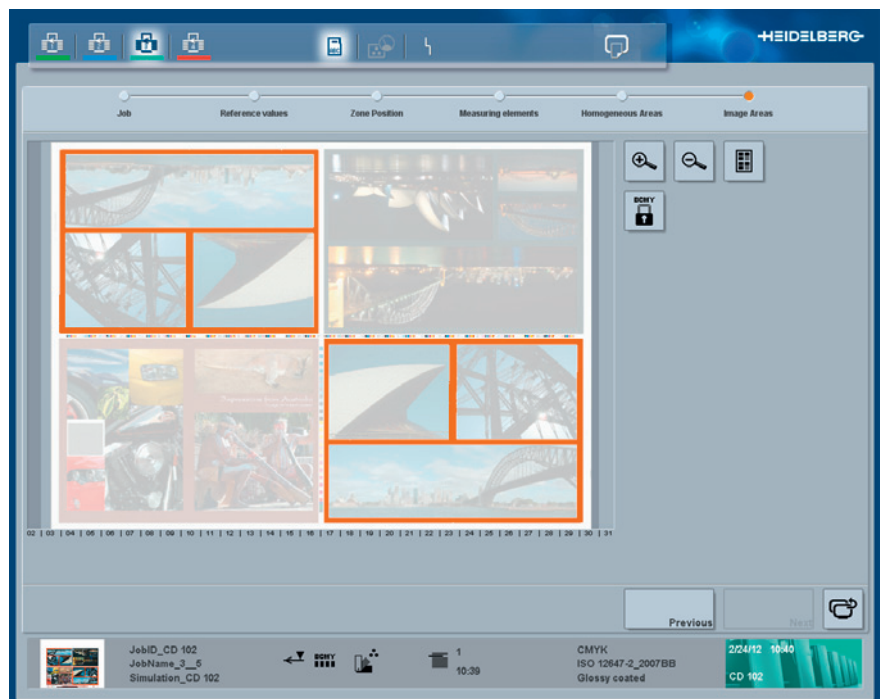 HEIDELBERG
Job
Reference values
Zone Position
Measuring elements
Homogeneous Areas
Image Areas
BCMY
Impressions from Australia
02 | 03 | 04 | 05 | 06 | 07 | 08 | 09 | 10 | 11 | 12 | 13 | 14 | 15 | 16 | 17 | 18 | 19 | 20 | 21 | 22 | 23 | 24 | 25 | 26 | 27 | 28 | 29 | 30 | 31
Previous
Next
JobID_CD 102
JobName_3__5
Simulation_CD 102
BCMY
1
10:39
CMYK
ISO 12647-2_2007BB
Glossy coated
2/24/12 10:40
CD 102